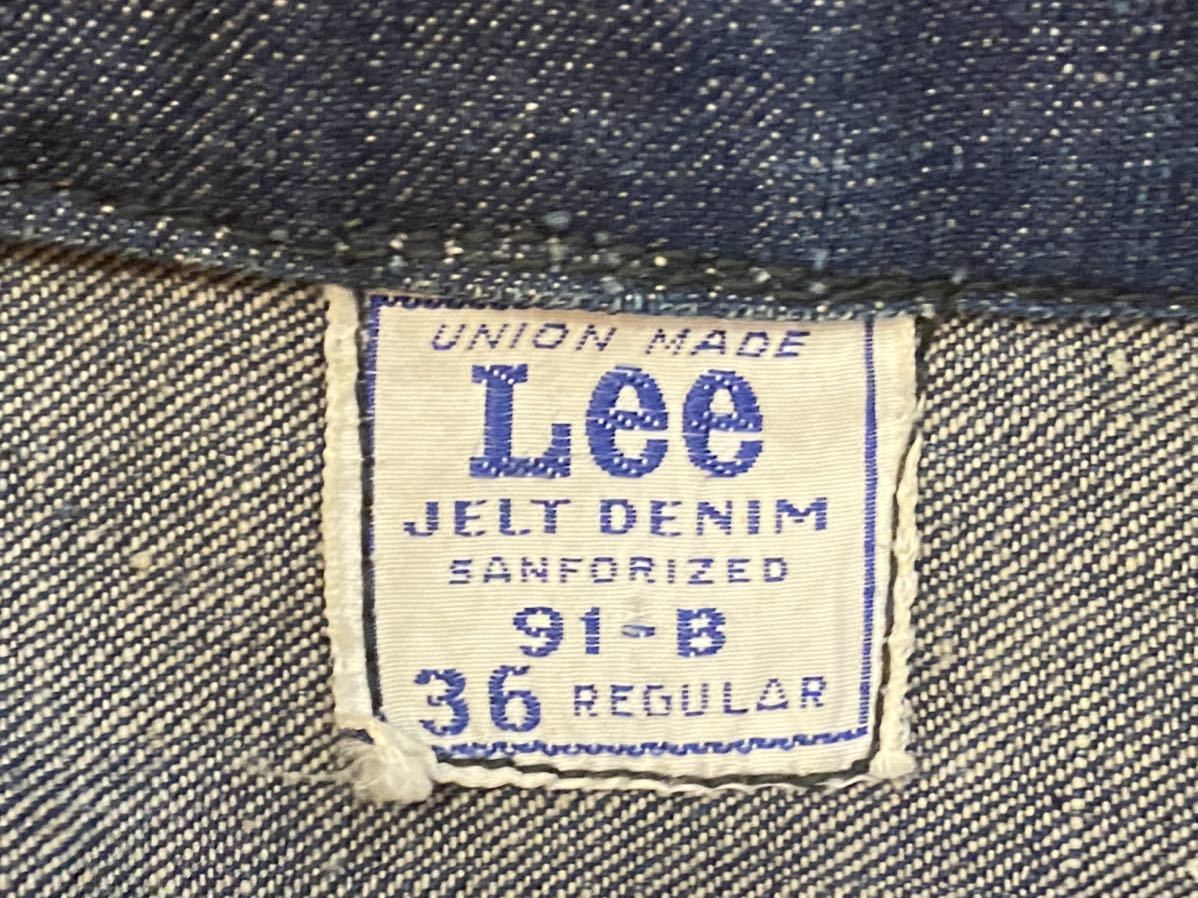 UNION MADE
Lee
JELT DENIM
SANFORIZED
91-B
36 REGULAR